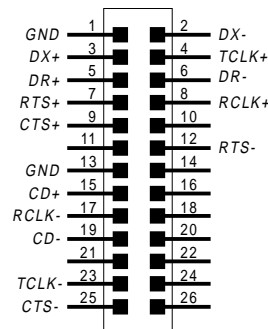 GND 1 2 DX-
DX+ 3 4 TCLK+
DR+ 5 6 DR-
RTS+ 7 8 RCLK+
CTS+ 9 10
11 12 RTS-
GND 13 14
CD+ 15 16
RCLK- 17 18
CD- 19 20
21 22
TCLK- 23 24
CTS- 25 26